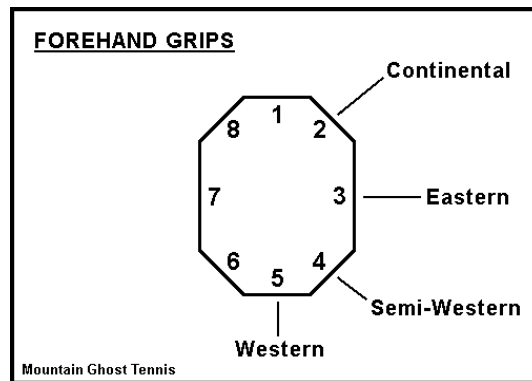 FOREHAND GRIPS
Continental
1
8 2
7 3 Eastern
6 4
5
Semi-Western
Western
Mountain Ghost Tennis